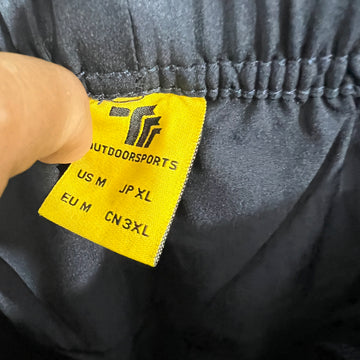 OUTDOORSPORTS
US M JP XL
EU M CN 3XL